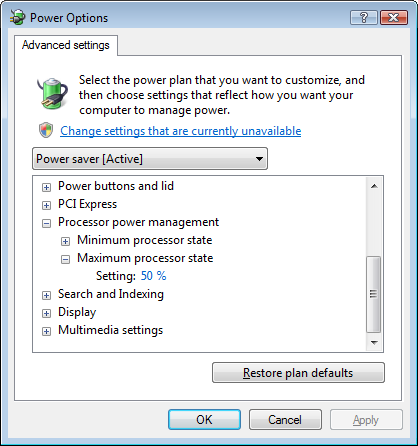 Power Options
Advanced settings
Select the power plan that you want to customize, and
then choose settings that reflect how you want your
computer to manage power.
Change settings that are currently unavailable
Power saver [Active]
Power buttons and lid
PCI Express
Processor power management
Minimum processor state
Maximum processor state
Setting: 50 %
Search and Indexing
Display
Multimedia settings
Restore plan defaults
OK Cancel Apply